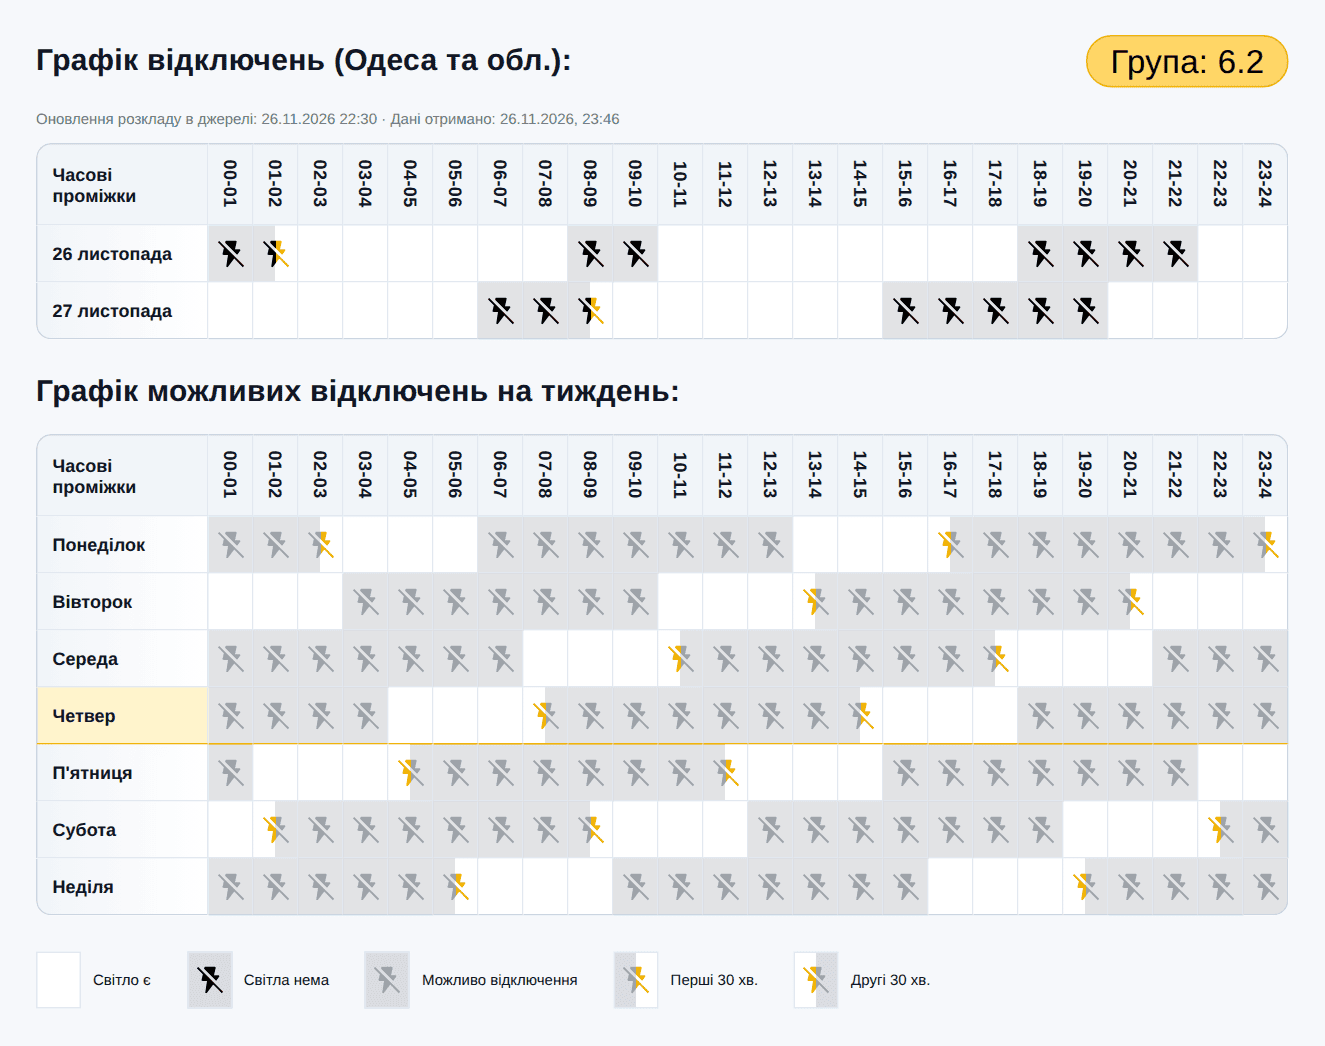 Графік відключень (Одеса та обл.):
Група: 6.2
Оновлення розкладу в джерелі: 26.11.2026 22:30 · Дані отримано: 26.11.2026, 23:46
Часові проміжки 00-01 01-02 02-03 03-04 04-05 05-06 06-07 07-08 08-09 09-10 10-11 11-12 12-13 13-14 14-15 15-16 16-17 17-18 18-19 19-20 20-21 21-22 22-23 23-24
26 листопада
27 листопада
Графік можливих відключень на тиждень:
Часові проміжки 00-01 01-02 02-03 03-04 04-05 05-06 06-07 07-08 08-09 09-10 10-11 11-12 12-13 13-14 14-15 15-16 16-17 17-18 18-19 19-20 20-21 21-22 22-23 23-24
Понеділок
Вівторок
Середа
Четвер
П'ятниця
Субота
Неділя
Світло є Світла нема Можливо відключення Перші 30 хв. Другі 30 хв.